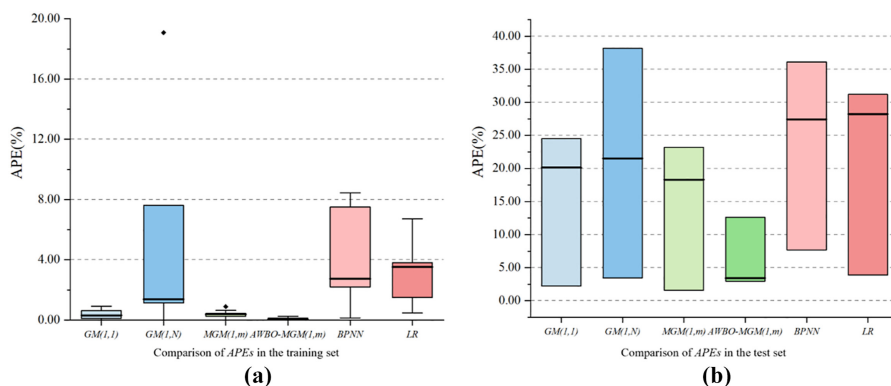 20.00
16.00
12.00
8.00
4.00
0.00
APE(%)
GM(1,1) GM(1,N) MGM(1,m) AWBO-MGM(1,m) BPNN LR
Comparison of APEs in the training set
(a)
40.00
35.00
30.00
25.00
20.00
15.00
10.00
5.00
0.00
APE(%)
GM(1,1) GM(1,N) MGM(1,m) AWBO-MGM(1,m) BPNN LR
Comparison of APEs in the test set
(b)